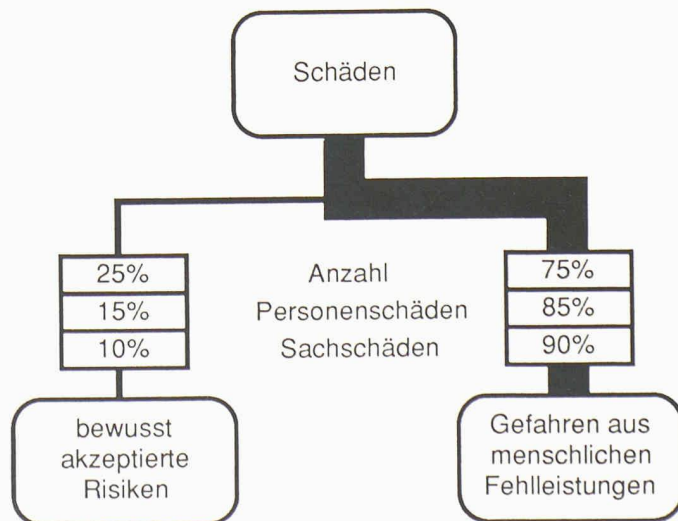 Schäden
25% Anzahl 75%
15% Personenschäden 85%
10% Sachschäden 90%
bewusst
akzeptierte
Risiken
Gefahren aus
menschlichen
Fehlleistungen